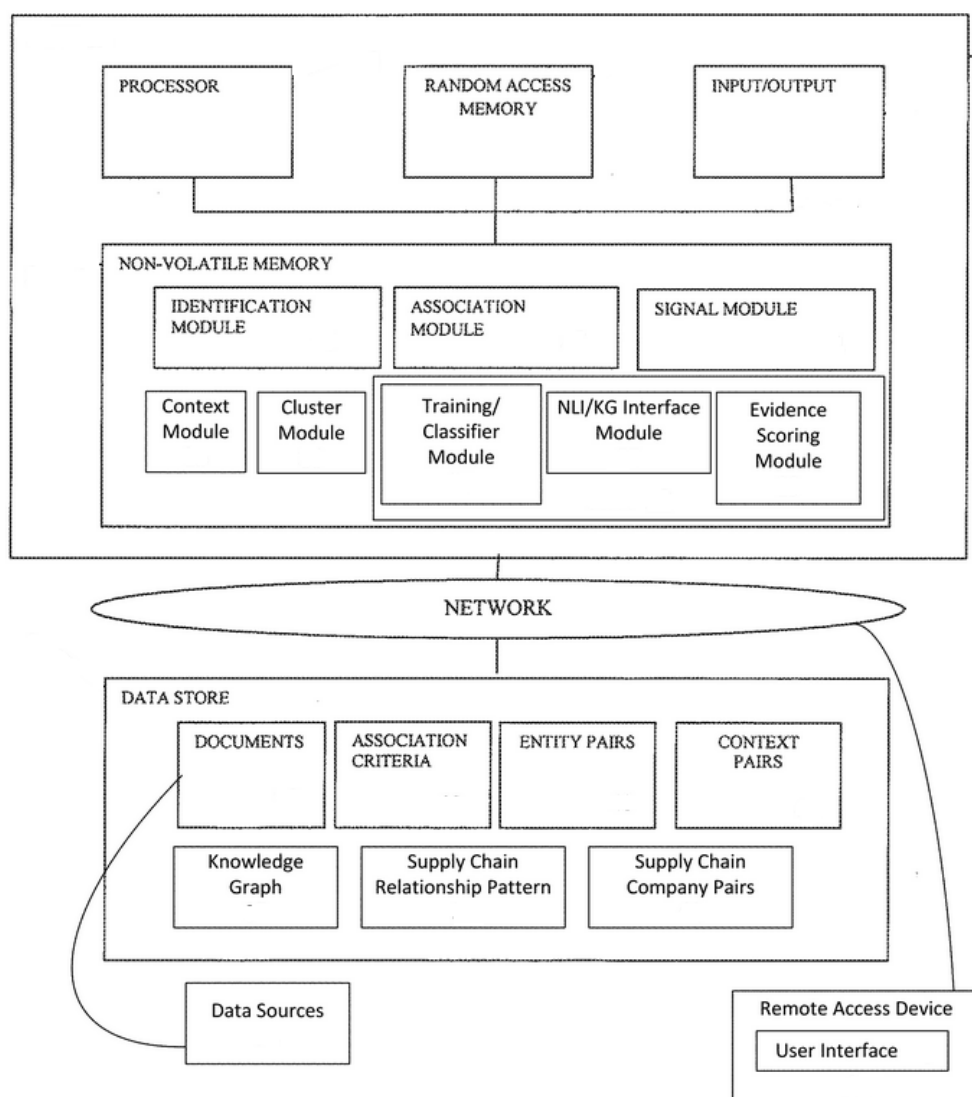 PROCESSOR
RANDOM ACCESS
MEMORY
INPUT/OUTPUT
NON-VOLATILE MEMORY
IDENTIFICATION
MODULE
ASSOCIATION
MODULE
SIGNAL MODULE
Context
Module
Cluster
Module
Training/
Classifier
Module
NLI/KG Interface
Module
Evidence
Scoring
Module
NETWORK
DATA STORE
DOCUMENTS
ASSOCIATION
CRITERIA
ENTITY PAIRS
CONTEXT
PAIRS
Knowledge
Graph
Supply Chain
Relationship Pattern
Supply Chain
Company Pairs
Data Sources
Remote Access Device
User Interface